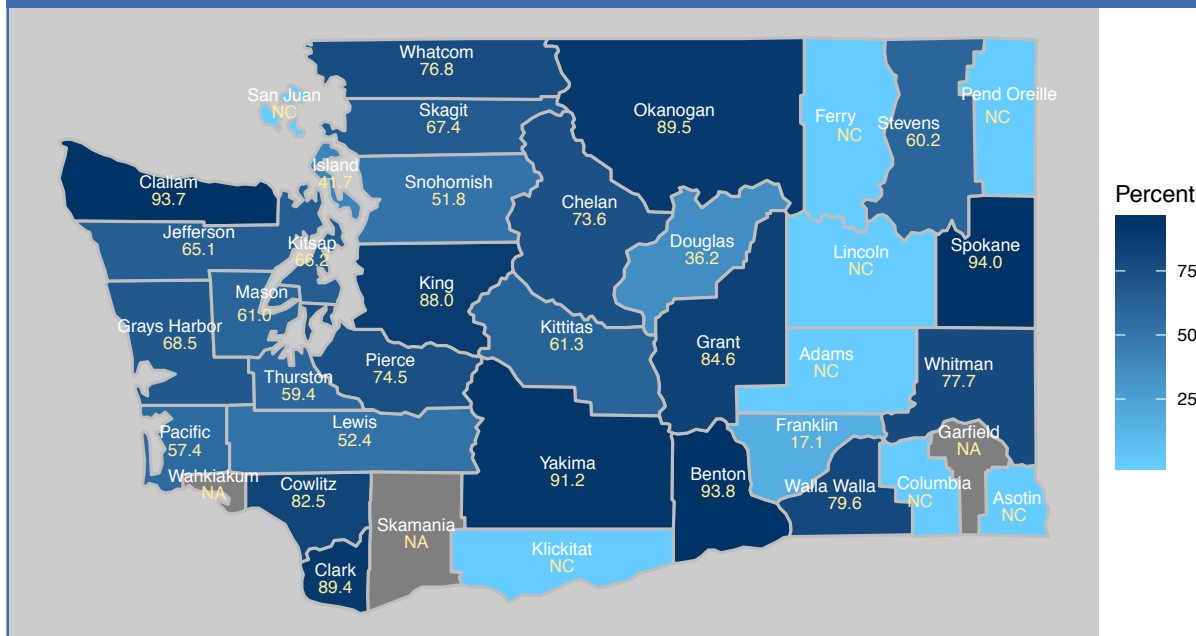 Whatcom
76.8
San Juan
NC
Skagit
67.4
Okanogan
89.5
Ferry
NC
Stevens
60.2
Pend Oreille
NC
Island
41.7
Clallam
93.7
Snohomish
51.8
Chelan
73.6
Jefferson
65.1
Kitsap
66.2
Douglas
36.2
Lincoln
NC
Spokane
94.0
King
88.0
Mason
61.0
Grays Harbor
68.5
Kittitas
61.3
Grant
84.6
Adams
NC
Whitman
77.7
Pierce
74.5
Thurston
59.4
Lewis
52.4
Pacific
57.4
Franklin
17.1
Garfield
NA
Wahkiakum
NA
Cowlitz
82.5
Yakima
91.2
Benton
93.8
Walla Walla
79.6
Columbia
NC
Asotin
NC
Skamania
NA
Klickitat
NC
Clark
89.4
Percent
75
50
25